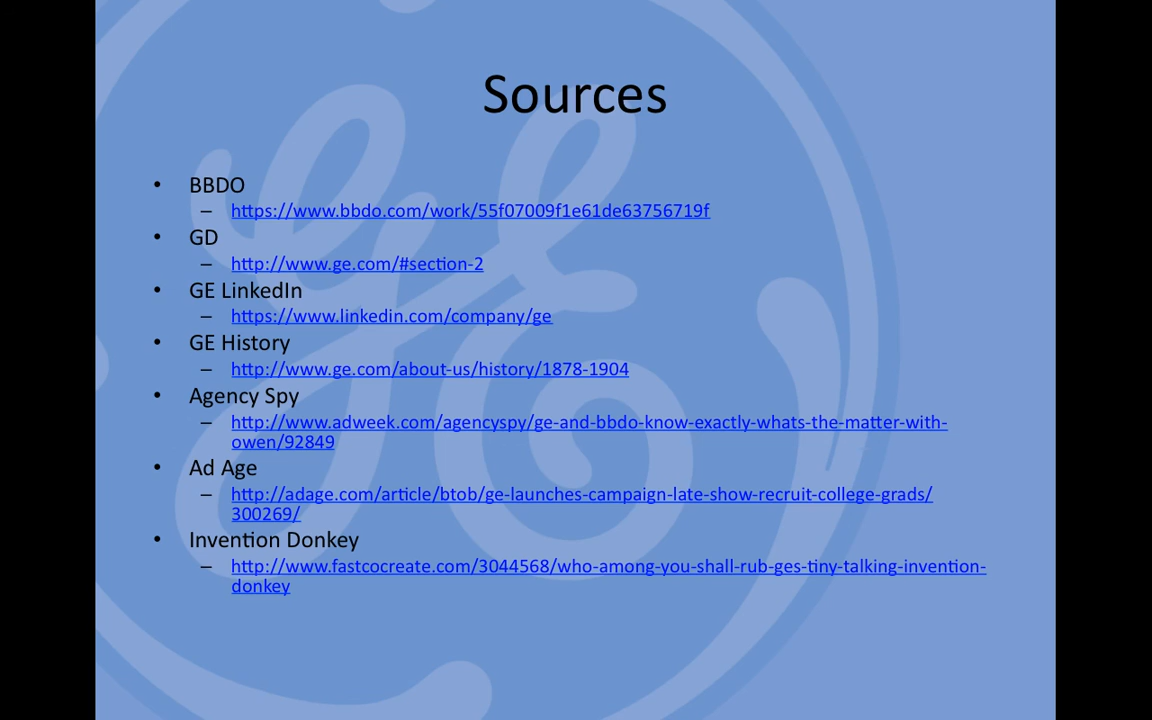 Sources
• BBDO
– https://www.bbdo.com/work/55f07009f1e61de63756719f
• GD
– http://www.ge.com/#section-2
• GE LinkedIn
– https://www.linkedin.com/company/ge
• GE History
– http://www.ge.com/about-us/history/1878-1904
• Agency Spy
– http://www.adweek.com/agencyspy/ge-and-bbdo-know-exactly-whats-the-matter-with-
owen/92849
• Ad Age
– http://adage.com/article/btob/ge-launches-campaign-late-show-recruit-college-grads/
300269/
• Invention Donkey
– http://www.fastcocreate.com/3044568/who-among-you-shall-rub-ges-tiny-talking-invention-
donkey